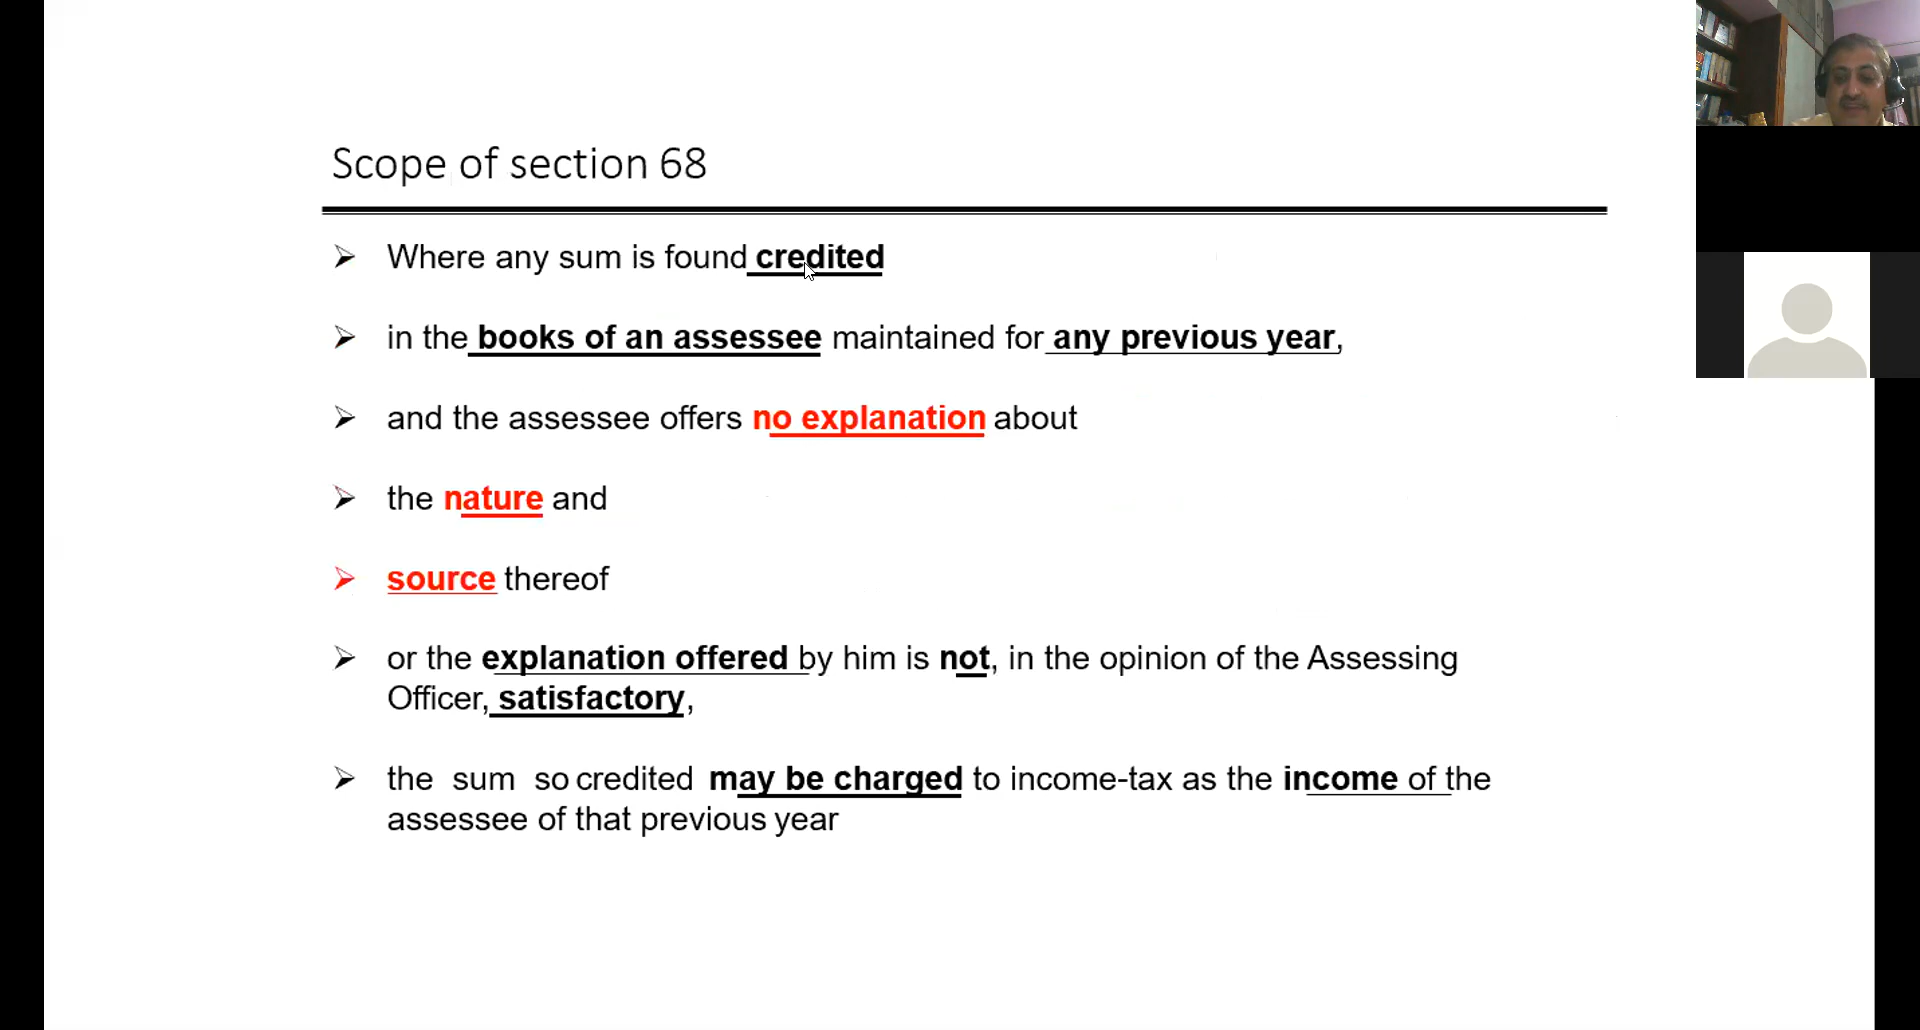 Scope of section 68
Where any sum is found credited
in the books of an assessee maintained for any previous year,
and the assessee offers no explanation about
the nature and
source thereof
or the explanation offered by him is not, in the opinion of the Assessing
Officer, satisfactory,
the sum so credited may be charged to income-tax as the income of the
assessee of that previous year